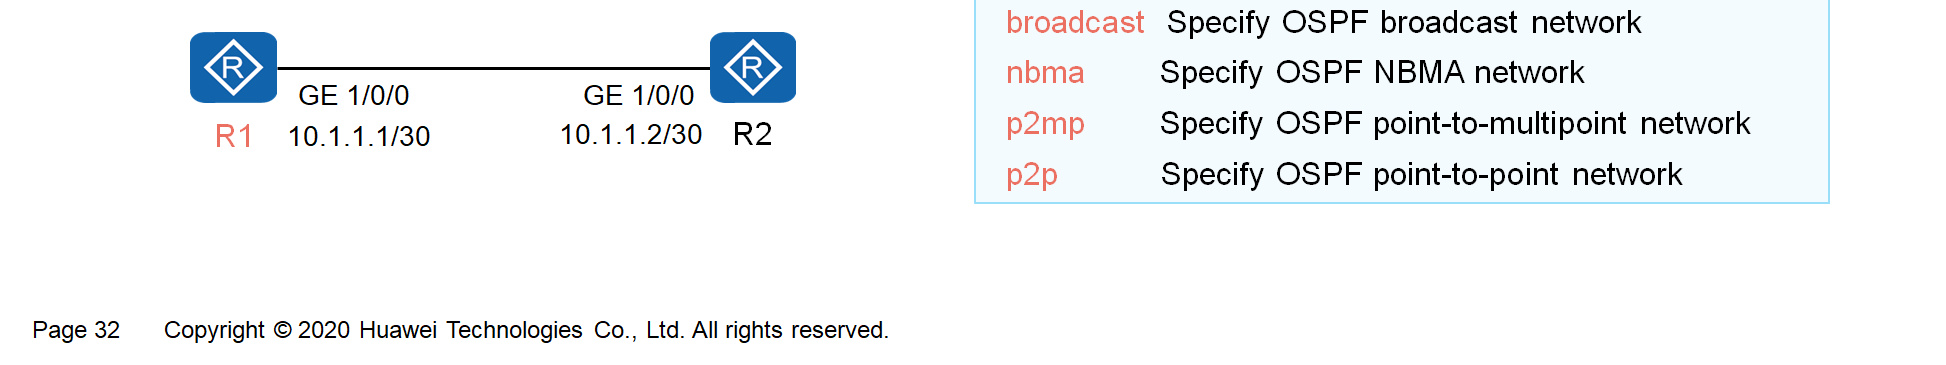 R
R
GE 1/0/0
GE 1/0/0
R1
10.1.1.1/30
10.1.1.2/30
R2
broadcast Specify OSPF broadcast network
nbma Specify OSPF NBMA network
p2mp Specify OSPF point-to-multipoint network
p2p Specify OSPF point-to-point network
Page 32 Copyright © 2020 Huawei Technologies Co., Ltd. All rights reserved.